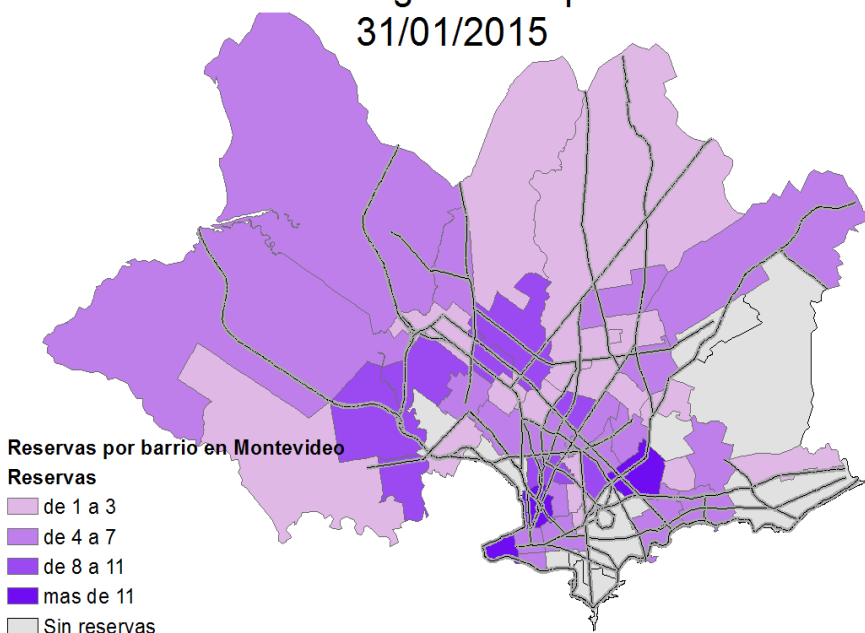 31/01/2015
Reservas por barrio en Montevideo
Reservas
de 1 a 3
de 4 a 7
de 8 a 11
mas de 11
Sin reservas